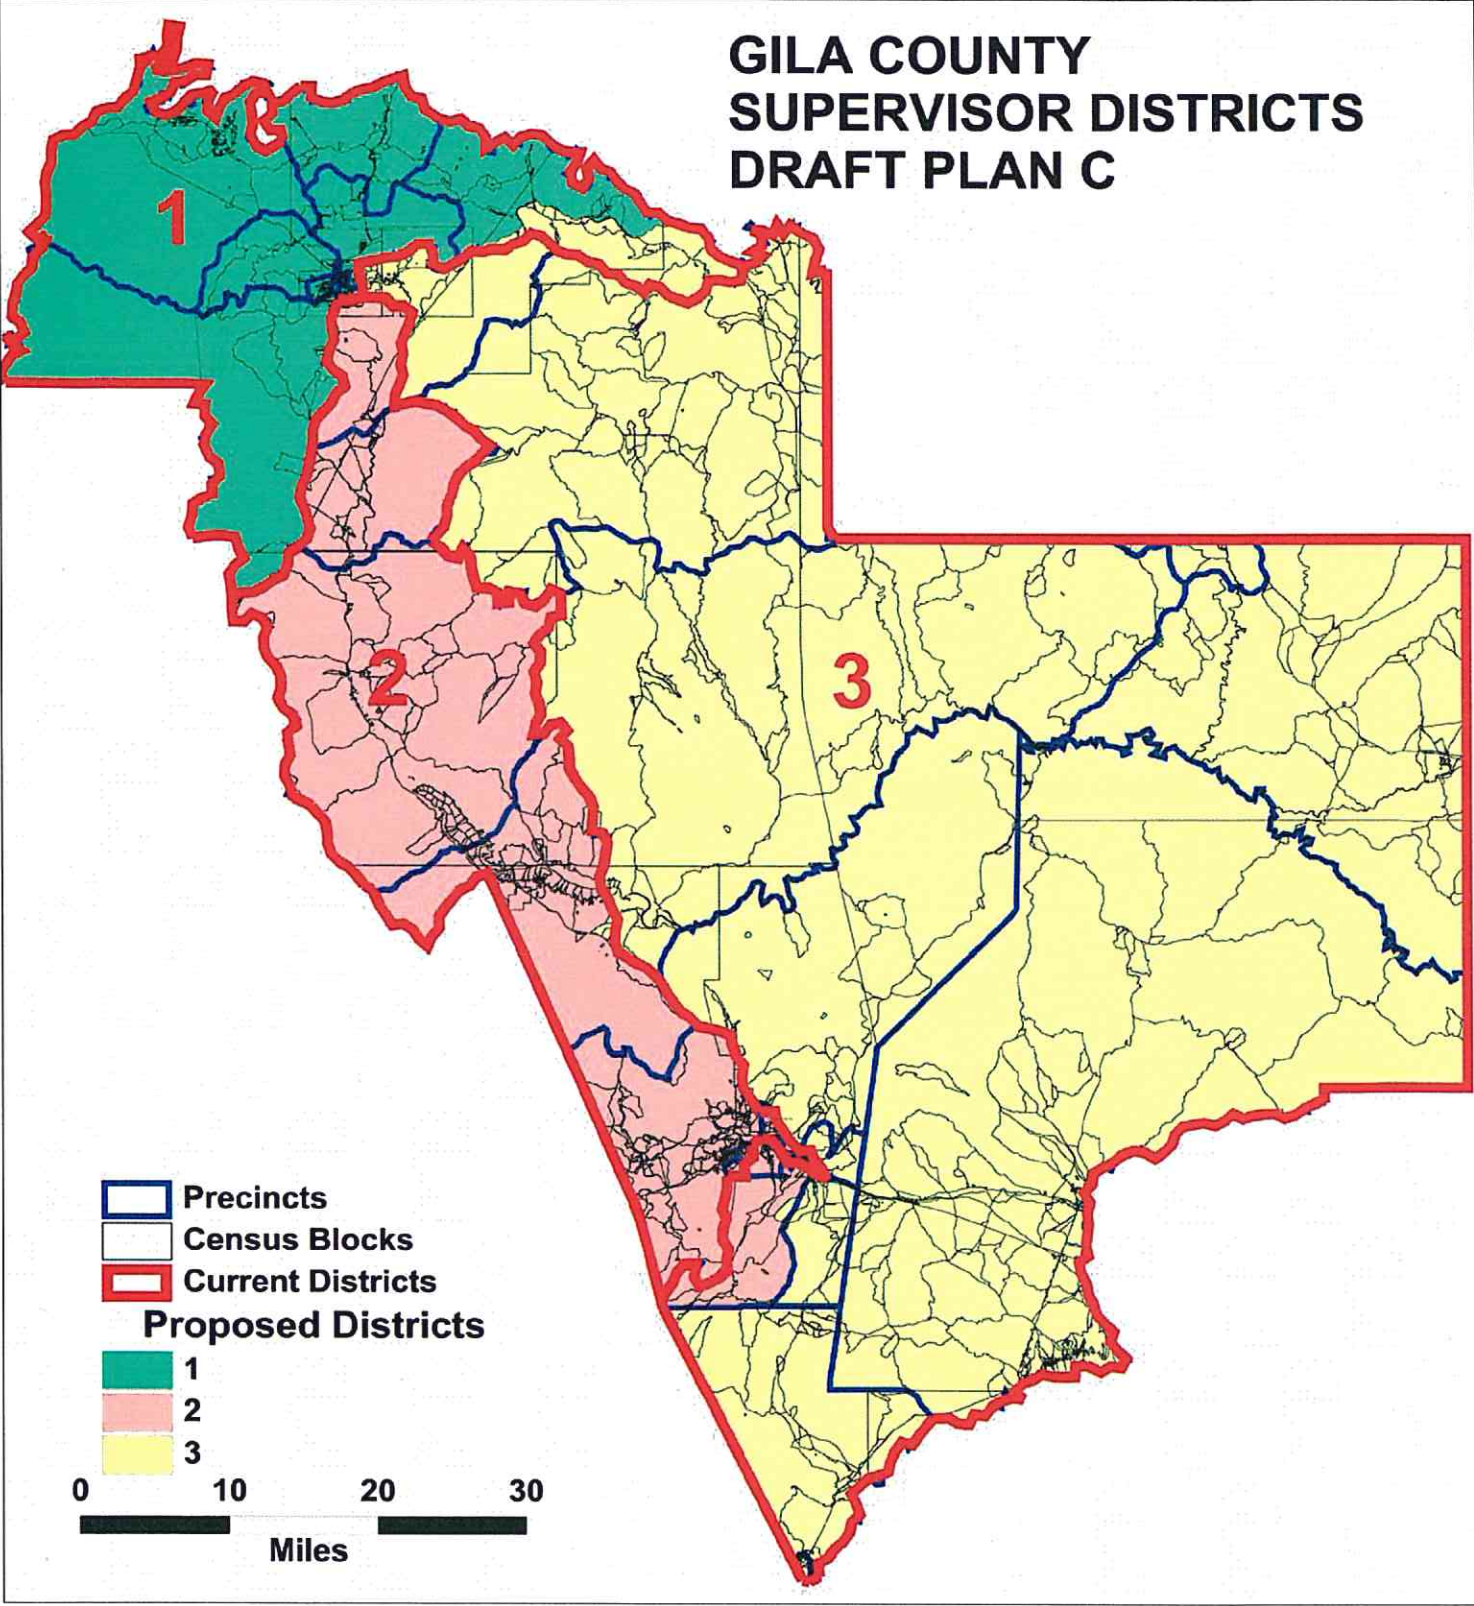 GILA COUNTY
SUPERVISOR DISTRICTS
DRAFT PLAN C
1
2
3
Precincts
Census Blocks
Current Districts
Proposed Districts
1
2
3
0 10 20 30
Miles